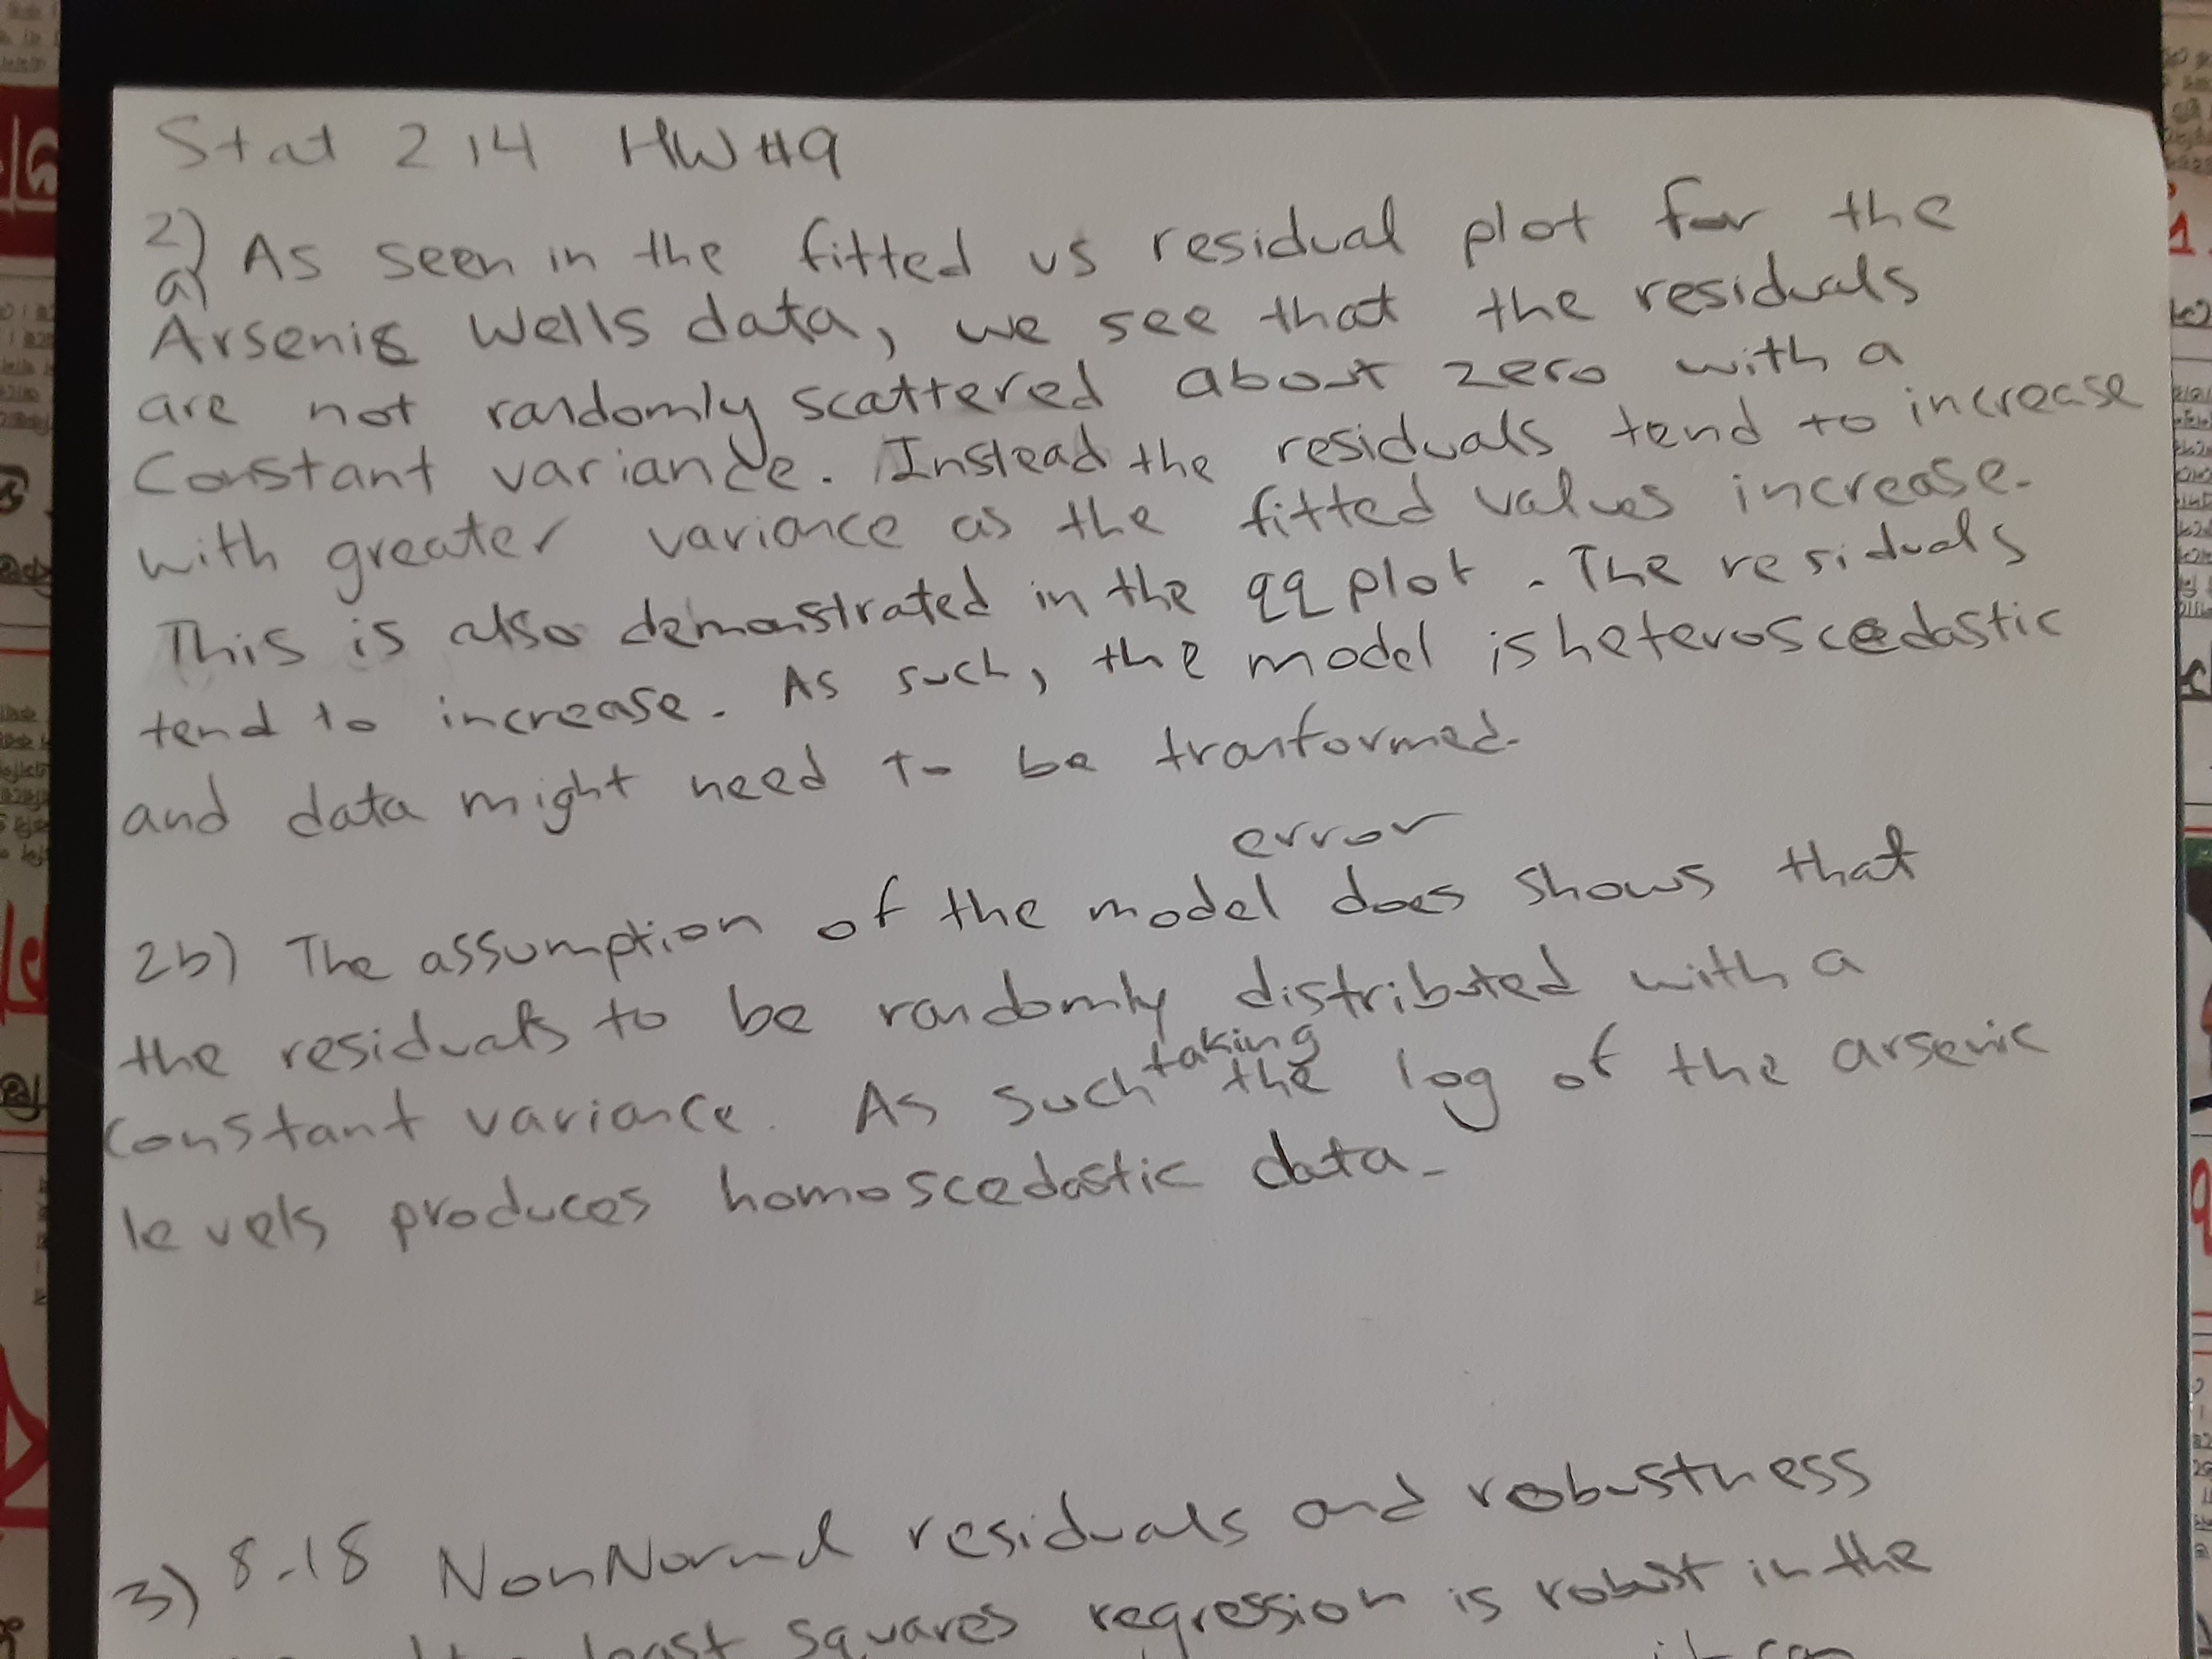 Stat 214 HW #9
2)
a) As seen in the fitted vs residual plot for the
Arsenic Wells data, we see that the residuals
are not randomly scattered about zero with a
Constant variance. Instead the residuals tend to increase
with greater variance as the fitted values increase.
This is also demonstrated in the qq plot. The residuals
tend to increase. As such, the model is heteroscedastic
and data might need to be tranformed.
error
2b) The assumption of the model does shows that
the residuals to be randomly distributed with a
taking
constant variance. As such the log of the arsenic
levels produces homoscedastic data.
3) 8.18 NonNormal residuals and robustness
least squares regression is robust in the
it can